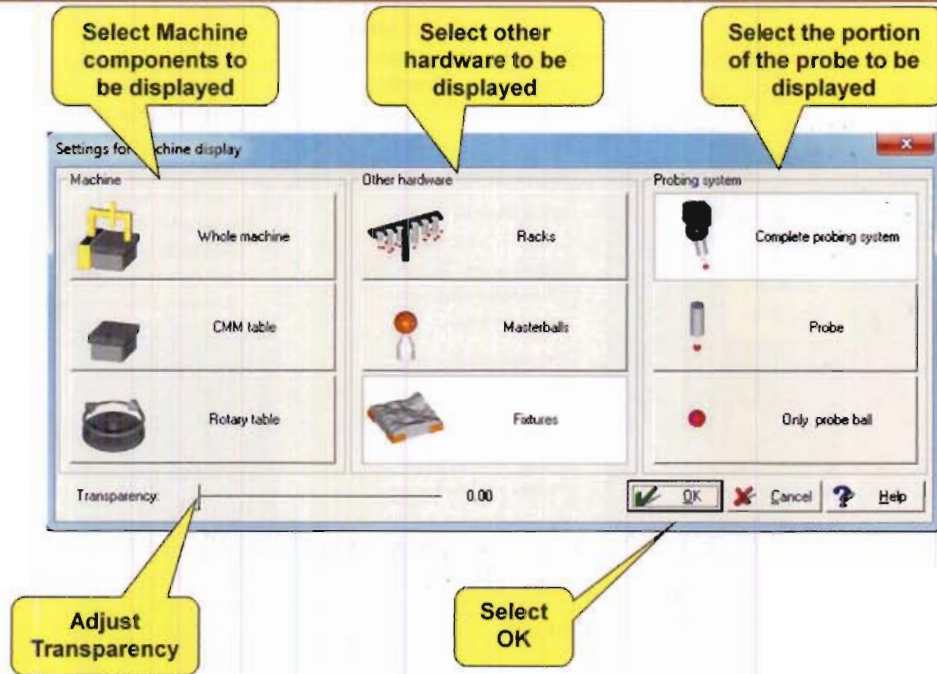 Select Machine
components to
be displayed
Select other
hardware to be
displayed
Select the portion
of the probe to be
displayed
Settings for chine display
Machine
Whole machine
CMM table
Rotary table
Other hardware
Racks
Masterballs
Fixtures
Probing system
Complete probing system
Probe
Only probe ball
Transparency:
0.00
OK
Cancel
Help
Adjust
Transparency
Select
OK